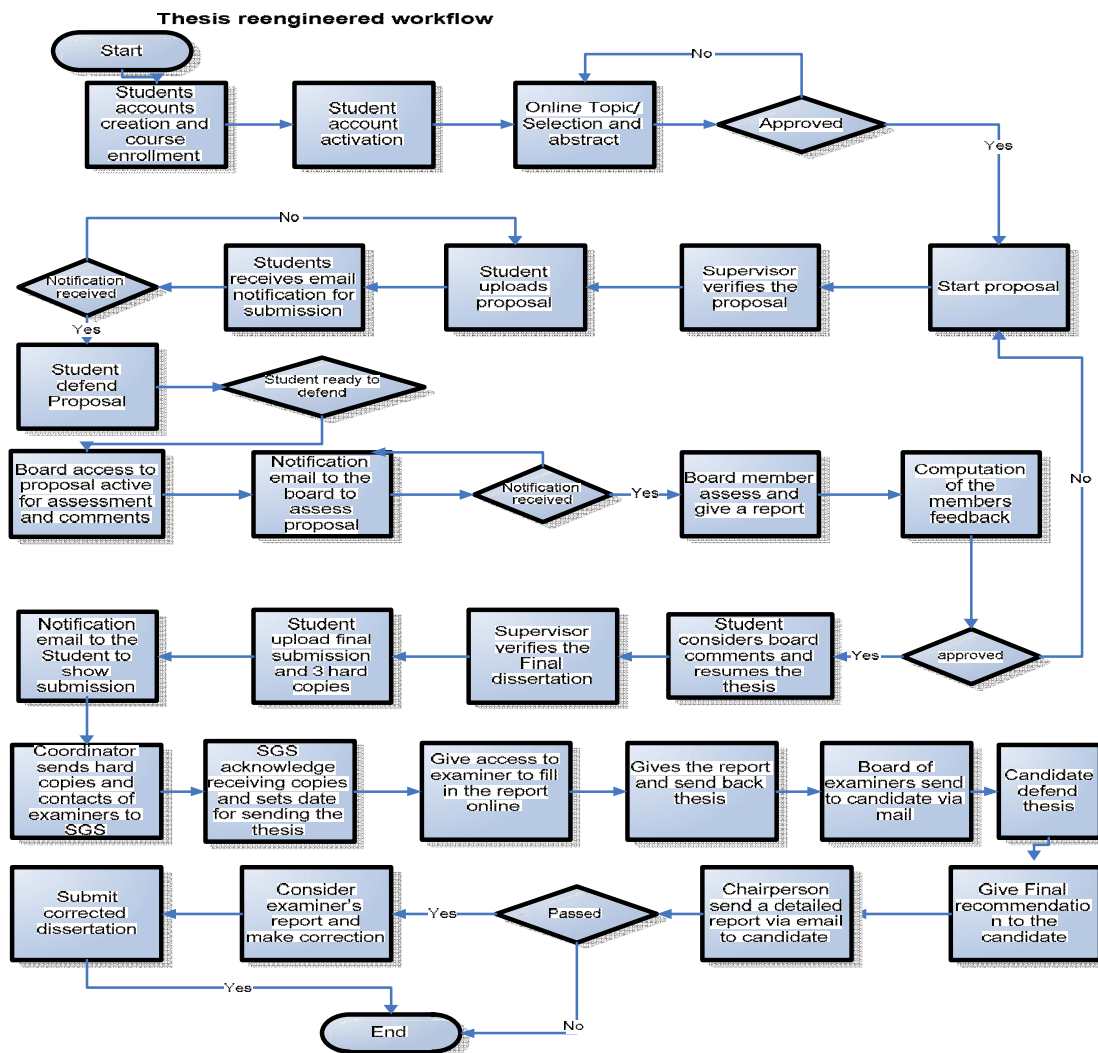 Thesis reengineered workflow
Start
No
Students
accounts
creation and
course
enrollment
Student
account
activation
Online Topic/
Selection and
abstract
Approved
Yes
No
Notification
received
Students
receives email
notification for
submission
Student
uploads
proposal
Supervisor
verifies the
proposal
Start proposal
Yes
Student
defend
Proposal
Student ready to
defend
Board access to
proposal active
for assessment
and comments
Notification
email to the
board to
assess
proposal
Notification
received
Yes
Board member
assess and
give a report
Computation
of the
members
feedback
No
Notification
email to the
Student to
show
submission
Student
upload final
submission
and 3 hard
copies
Supervisor
verifies the Final
dissertation
Student
considers board
comments and
resumes the
thesis
Yes
approved
Coordinator
sends hard
copies and
contacts of
examiners to
SGS
SGS
acknowledge
receiving copies
and sets date
for sending the
thesis
Give access to
examiner to fill
in the report
online
Gives the report
and send back
thesis
Board of
examiners send
to candidate via
mail
Candidate
defend
thesis
Submit
corrected
dissertation
Consider
examiner's
report and
make correction
Yes
Passed
Chairperson
send a detailed
report via email
to candidate
Give Final
recommendatio
n to the
candidate
Yes
No
End